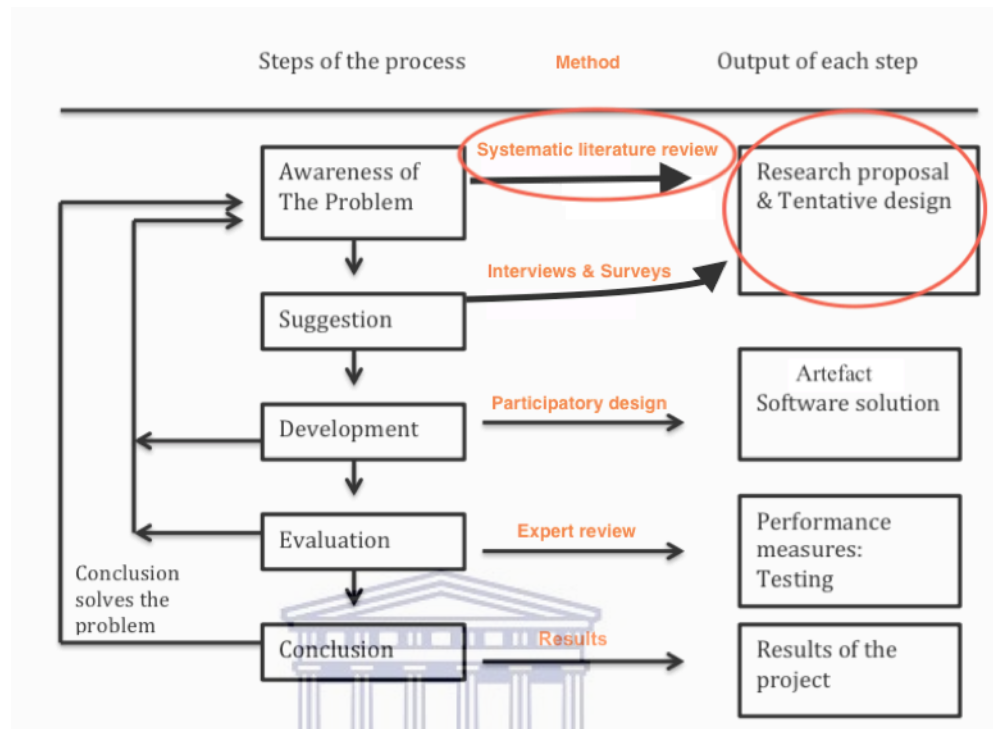 Steps of the process
Method
Output of each step
Awareness of
The Problem
Systematic literature review
Research proposal
& Tentative design
Interviews & Surveys
Suggestion
Artefact
Software solution
Participatory design
Development
Expert review
Evaluation
Performance
measures:
Testing
Conclusion
solves the
problem
Conclusion
Results
Results of the
project